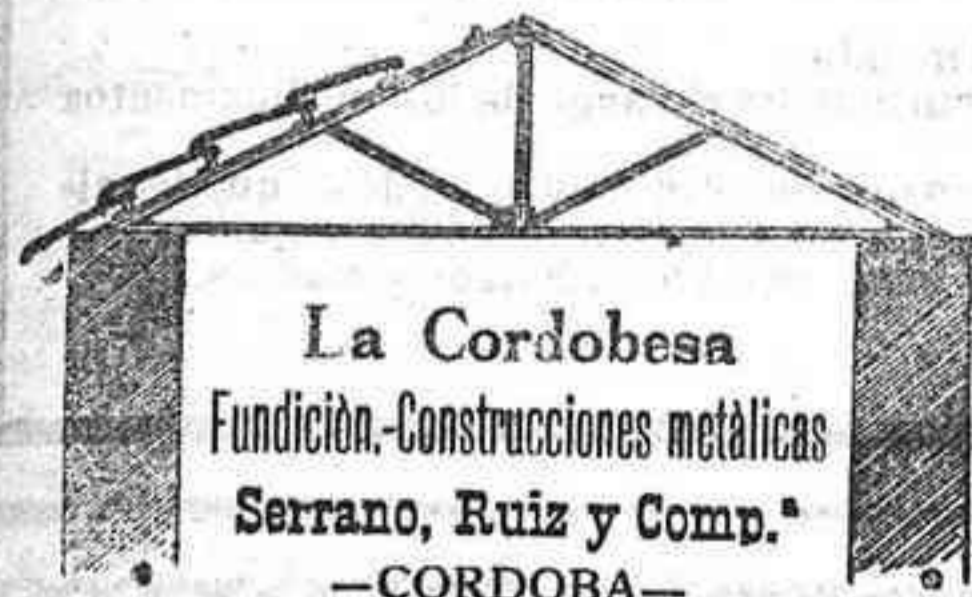 La Cordobesa
Fundiciòn.-Construcciones metàlicas
Serrano, Ruiz y Comp.ª
—CORDOBA—